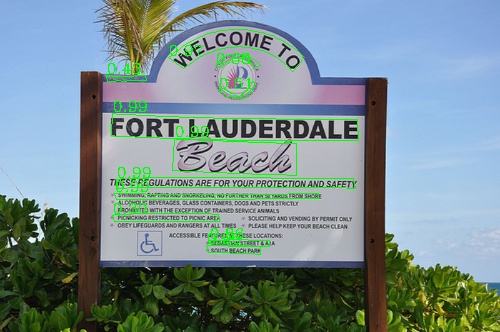 WELCOME TO
FORT LAUDERDALE
Beach
THESE REGULATIONS ARE FOR YOUR PROTECTION AND SAFETY
SWIMMING, RAFTING AND SNORKELING, NO FURTHER THAN 50 YARDS FROM SHORE
ALCOHOLIC BEVERAGES, GLASS CONTAINERS, DOGS AND PETS STRICTLY
PROHIBITED WITH THE EXCEPTION OF TRAINED SERVICE ANIMALS
PICNICKING RESTRICTED TO PICNIC AREA
SOLICITING AND VENDING BY PERMIT ONLY
OBEY LIFEGUARDS AND RANGERS AT ALL TIMES
PLEASE HELP KEEP YOUR BEACH CLEAN
ACCESSIBLE FEATURES AT THESE LOCATIONS:
SEBASTIAN STREET & A1A
SOUTH BEACH PARK